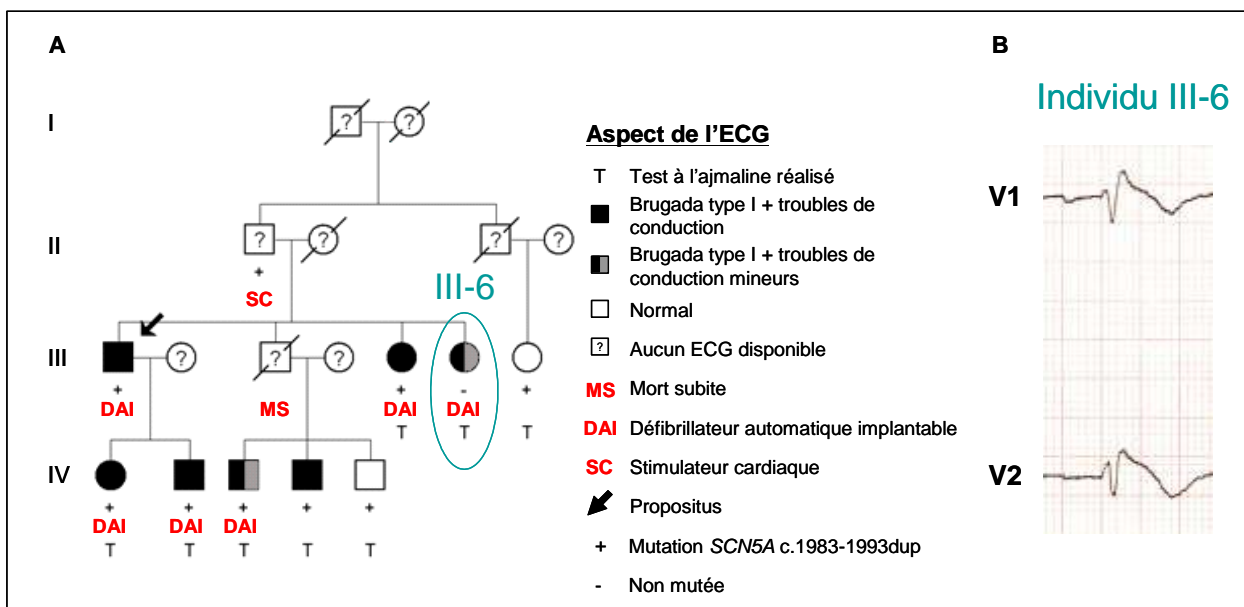 A
B
Individu III-6
I
?
?
Aspect de l'ECG
T Test à l'ajmaline réalisé
Brugada type I + troubles de
conduction
V1
II
?
?
?
?
+
SC
Brugada type I + troubles de
conduction mineurs
III-6
Normal
? Aucun ECG disponible
III
?
?
?
+
DAI
MS
+
DAI
T
-
DAI
T
+
T
MS Mort subite
DAI Défibrillateur automatique implantable
SC Stimulateur cardiaque
V2
IV
+
DAI
T
+
DAI
T
+
DAI
T
+
T
+
T
Propositus
+ Mutation SCN5A c.1983-1993dup
- Non mutée